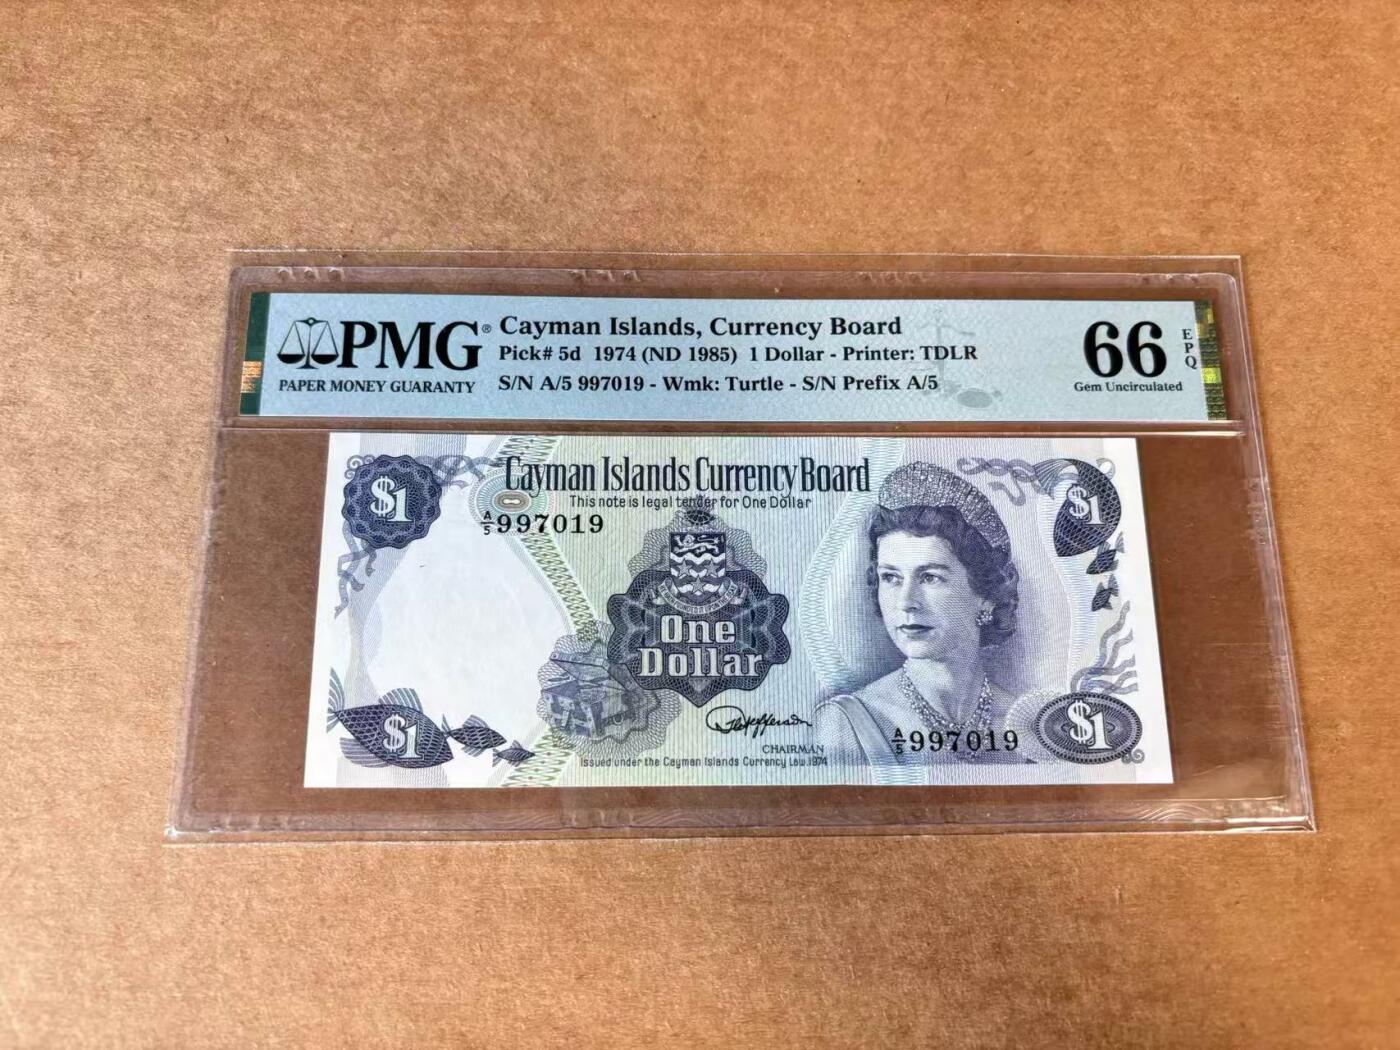 PMG®
PAPER MONEY GUARANTY
Cayman Islands, Currency Board
Pick# 5d 1974 (ND 1985) 1 Dollar - Printer: TDLR
S/N A/5 997019 - Wmk: Turtle - S/N Prefix A/5
66
EPQ
Gem Uncirculated
$1
Cayman Islands Currency Board
$1
This note is legal tender for One Dollar
A/5 997019
One
Dollar
$1
CHAIRMAN
A/5 997019
$1
Issued under the Cayman Islands Currency Law.1974